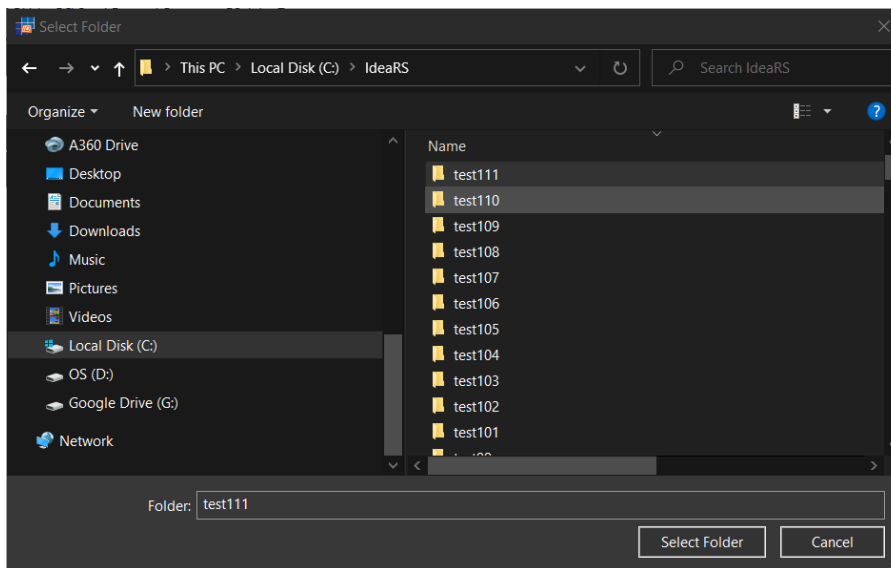 Select Folder
This PC > Local Disk (C:) > IdeaRS
Search IdeaRS
Organize
New folder
A360 Drive
Desktop
Documents
Downloads
Music
Pictures
Videos
Local Disk (C:)
OS (D:)
Google Drive (G:)
Network
Name
test111
test110
test109
test108
test107
test106
test105
test104
test103
test102
test101
Folder: test111
Select Folder
Cancel